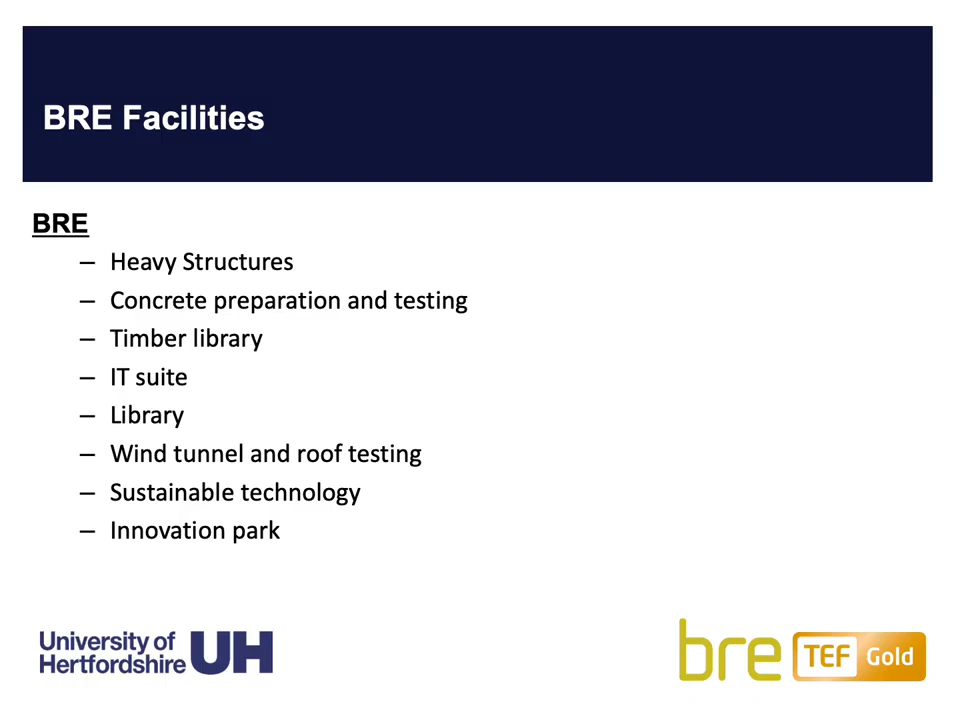 BRE Facilities
BRE
– Heavy Structures
– Concrete preparation and testing
– Timber library
– IT suite
– Library
– Wind tunnel and roof testing
– Sustainable technology
– Innovation park
University of
Hertfordshire UH
bre TEF Gold